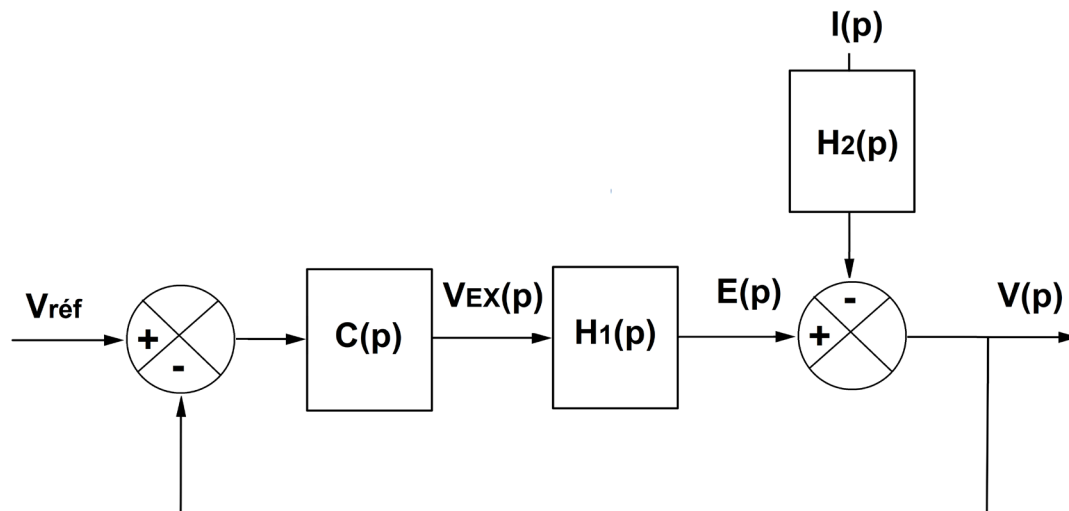 I(p)
H2(p)
Vréf
+
-
C(p)
VEX(p)
H1(p)
E(p)
-
+
V(p)